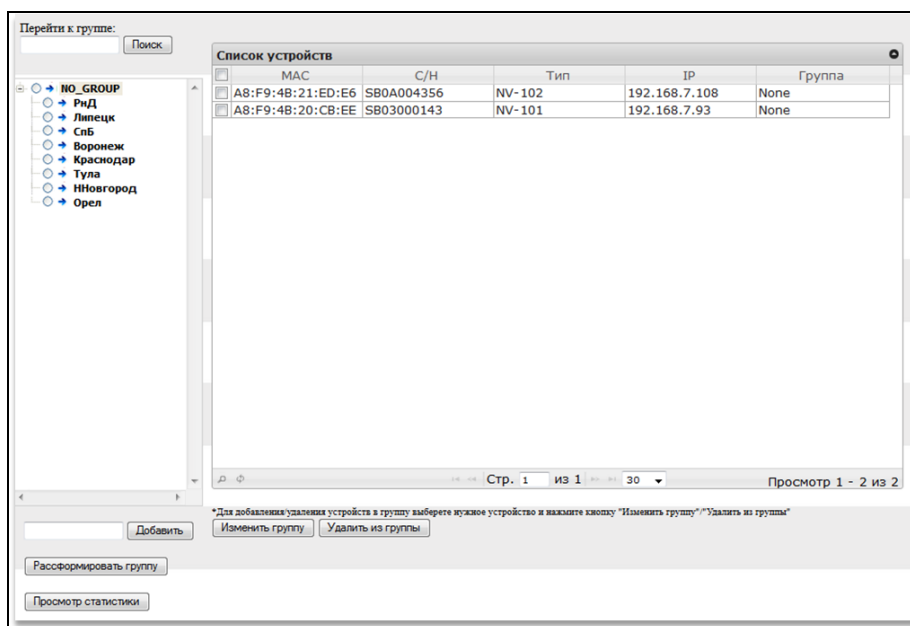 Перейти к группе:
Поиск
NO_GROUP
РнД
Липецк
СпБ
Воронеж
Краснодар
Тула
ННовгород
Орел
Список устройств
MAC С/Н Тип IP Группа
A8:F9:4B:21:ED:E6 SB0A004356 NV-102 192.168.7.108 None
A8:F9:4B:20:CB:EE SB03000143 NV-101 192.168.7.93 None
Стр. 1 из 1 30 Просмотр 1 - 2 из 2
*Для добавления/удаления устройств в группу выберете нужное устройство и нажмите кнопку "Изменить группу"/"Удалить из группы"
Добавить Изменить группу Удалить из группы
Рассформировать группу
Просмотр статистики